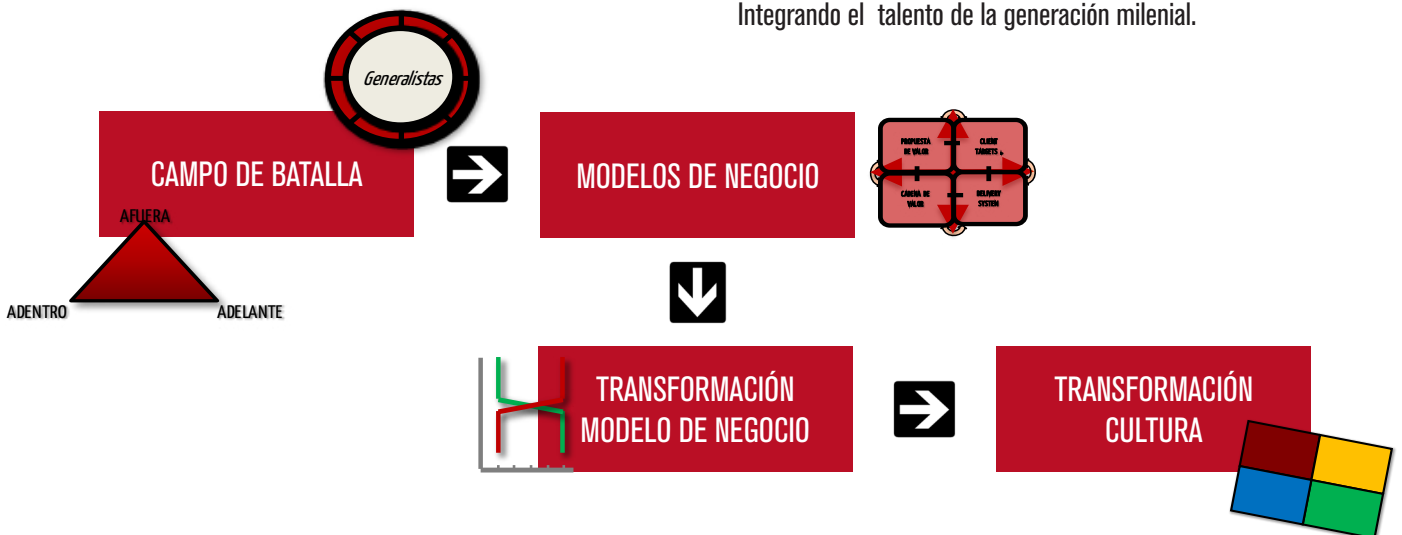 Integrando el talento de la generación milenial.
Generalistas
CAMPO DE BATALLA
MODELOS DE NEGOCIO
PROPUESTA
DE VALOR
CLIENT
TARGETS
CADENA DE
VALOR
DELIVERY
SYSTEM
AFUERA
ADENTRO
ADELANTE
TRANSFORMACIÓN
MODELO DE NEGOCIO
TRANSFORMACIÓN
CULTURA